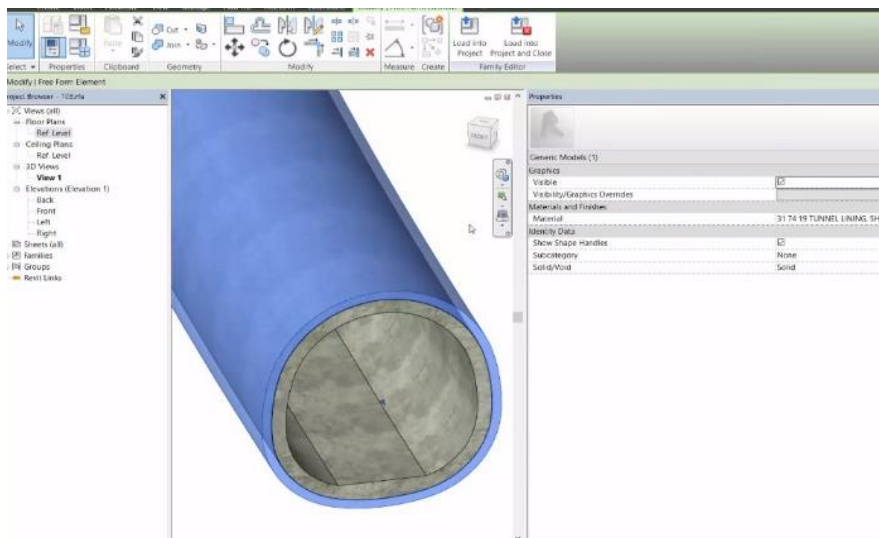 Modify
Select
Properties
Clipboard
Cut
Join
Geometry
Modify
Measure
Create
Load into
Project
Load into
Project and Close
Family Editor
Modify | Free Form Element
Views (all)
Floor Plans
Ref. Level
Ceiling Plans
Ref. Level
3D Views
View 1
Elevations (Elevation 1)
Back
Front
Left
Right
Sheets (all)
Families
Groups
Revit Links
FRONT
Properties
Generic Models (1)
Graphics
Visible
Visibility/Graphics Overrides
Materials and Finishes
Material 31 74 19 TUNNEL LINING, SH
Identity Data
Show Shape Handles
Subcategory None
Solid/Void Solid